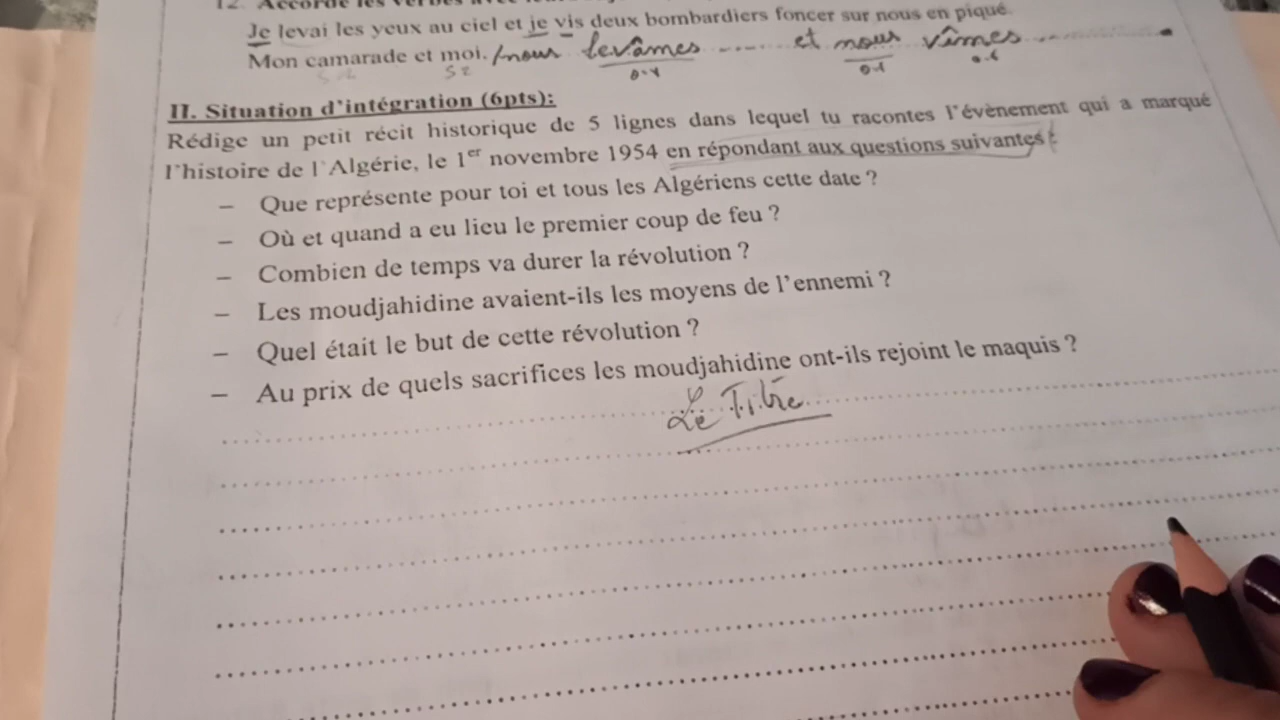 12. Accorde les verbes avec
Je levai les yeux au ciel et je vis deux bombardiers foncer sur nous en piqué.
Mon camarade et moi, /nous levâmes ...... et nous vîmes ......
II. Situation d'intégration (6pts):
Rédige un petit récit historique de 5 lignes dans lequel tu racontes l'évènement qui a marqué
l'histoire de l'Algérie, le 1er novembre 1954 en répondant aux questions suivantes :
– Que représente pour toi et tous les Algériens cette date ?
– Où et quand a eu lieu le premier coup de feu ?
– Combien de temps va durer la révolution ?
– Les moudjahidine avaient-ils les moyens de l'ennemi ?
– Quel était le but de cette révolution ?
– Au prix de quels sacrifices les moudjahidine ont-ils rejoint le maquis ?
Le Titre